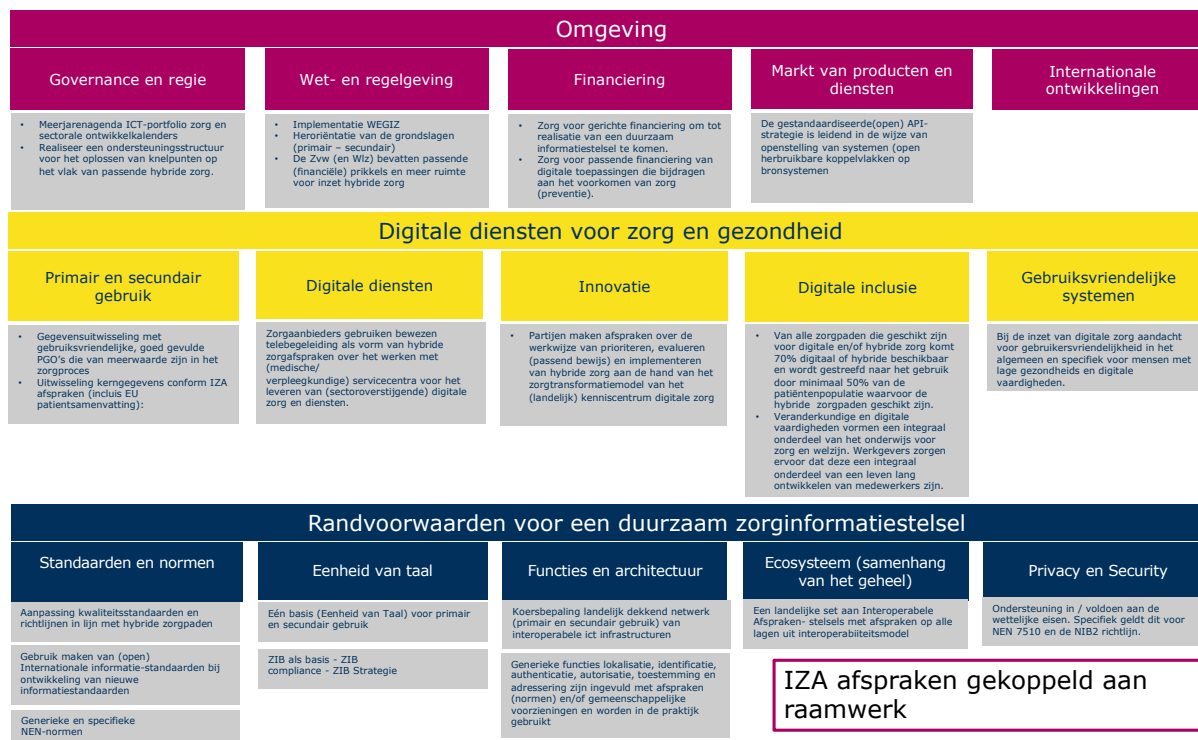 Omgeving
Governance en regie
Wet- en regelgeving
Financiering
Markt van producten en
diensten
Internationale
ontwikkelingen
• Meerjarenagenda ICT-portfolio zorg en
sectorale ontwikkelkalenders
• Realiseer een ondersteuningsstructuur
voor het oplossen van knelpunten op
het vlak van passende hybride zorg.
• Implementatie WEGIZ
• Heroriëntatie van de grondslagen
(primair – secundair)
• De Zvw (en Wlz) bevatten passende
(financiële) prikkels en meer ruimte
voor inzet hybride zorg
• Zorg voor gerichte financiering om tot
realisatie van een duurzaam
informatiestelsel te komen.
• Zorg voor passende financiering van
digitale toepassingen die bijdragen
aan het voorkomen van zorg
(preventie).
De gestandaardiseerde(open) API-
strategie is leidend in de wijze van
openstelling van systemen (open
herbruikbare koppelvlakken op
bronsystemen
Digitale diensten voor zorg en gezondheid
Primair en secundair
gebruik
Digitale diensten
Innovatie
Digitale inclusie
Gebruiksvriendelijke
systemen
• Gegevensuitwisseling met
gebruiksvriendelijke, goed gevulde
PGO's die van meerwaarde zijn in het
zorgproces
• Uitwisseling kerngegevens conform IZA
afspraken (incluis EU
patientsamenvatting):
Zorgaanbieders gebruiken bewezen
telebegeleiding als vorm van hybride
zorgafspraken over het werken met
(medische/
verpleegkundige) servicecentra voor het
leveren van (sectoroverstijgende) digitale
zorg en diensten.
• Partijen maken afspraken over de
werkwijze van prioriteren, evalueren
(passend bewijs) en implementeren
van hybride zorg aan de hand van het
zorgtransformatiemodel van het
(landelijk) kenniscentrum digitale zorg
• Van alle zorgpaden die geschikt zijn
voor digitale en/of hybride zorg komt
70% digitaal of hybride beschikbaar
en wordt gestreefd naar het gebruik
door minimaal 50% van de
patiëntenpopulatie waarvoor de
hybride zorgpaden geschikt zijn.
• Veranderkundige en digitale
vaardigheden vormen een integraal
onderdeel van het onderwijs voor
zorg en welzijn. Werkgevers zorgen
ervoor dat deze een integraal
onderdeel van een leven lang
ontwikkelen van medewerkers zijn.
Bij de inzet van digitale zorg aandacht
voor gebruikersvriendelijkheid in het
algemeen en specifiek voor mensen met
lage gezondheids en digitale
vaardigheden.
Randvoorwaarden voor een duurzaam zorginformatiestelsel
Standaarden en normen
Eenheid van taal
Functies en architectuur
Ecosysteem (samenhang
van het geheel)
Privacy en Security
Aanpassing kwaliteitsstandaarden en
richtlijnen in lijn met hybride zorgpaden
Gebruik maken van (open)
Internationale informatie-standaarden bij
ontwikkeling van nieuwe
informatiestandaarden
Generieke en specifieke
NEN-normen
Eén basis (Eenheid van Taal) voor primair
en secundair gebruik
ZIB als basis - ZIB
compliance - ZIB Strategie
Koersbepaling landelijk dekkend netwerk
(primair en secundair gebruik) van
interoperabele ict infrastructuren
Generieke functies lokalisatie, identificatie,
authenticatie, autorisatie, toestemming en
adressering zijn ingevuld met afspraken
(normen) en/of gemeenschappelijke
voorzieningen en worden in de praktijk
gebruikt
Een landelijke set aan Interoperabele
Afspraken- stelsels met afspraken op alle
lagen uit interoperabiiteitsmodel
Ondersteuning in / voldoen aan de
wettelijke eisen. Specifiek geldt dit voor
NEN 7510 en de NIB2 richtlijn.
IZA afspraken gekoppeld aan
raamwerk